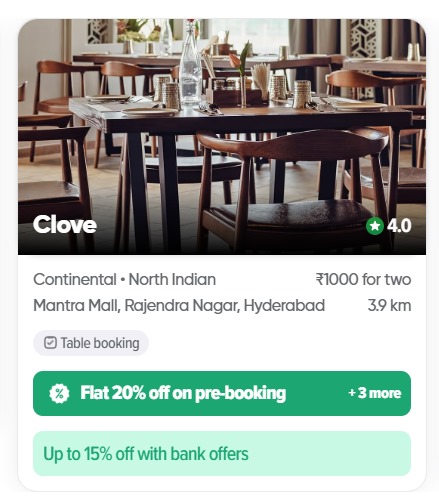 Clove
4.0
Continental • North Indian
₹1000 for two
Mantra Mall, Rajendra Nagar, Hyderabad
3.9 km
Table booking
Flat 20% off on pre-booking
+ 3 more
Up to 15% off with bank offers